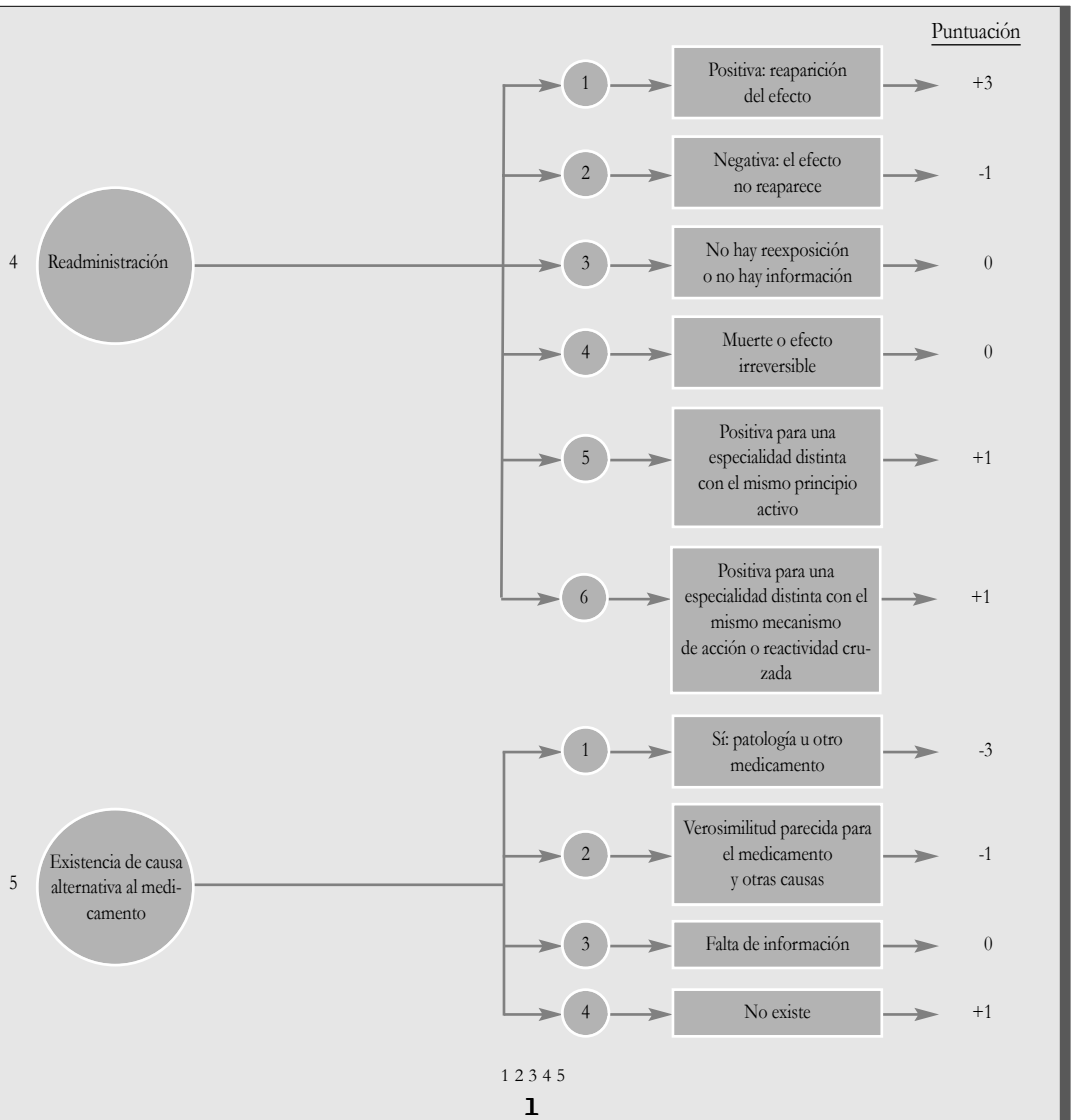 Puntuación
1
Positiva: reaparición
del efecto
+3
2
Negativa: el efecto
no reaparece
-1
4
Readministración
3
No hay reexposición
o no hay información
0
4
Muerte o efecto
irreversible
0
5
Positiva para una
especialidad distinta
con el mismo principio
activo
+1
6
Positiva para una
especialidad distinta con el
mismo mecanismo
de acción o reactividad cru-
zada
+1
1
Sí: patología u otro
medicamento
-3
5
Existencia de causa
alternativa al medi-
camento
2
Verosimilitud parecida para
el medicamento
y otras causas
-1
3
Falta de información
0
4
No existe
+1
1 2 3 4 5
1